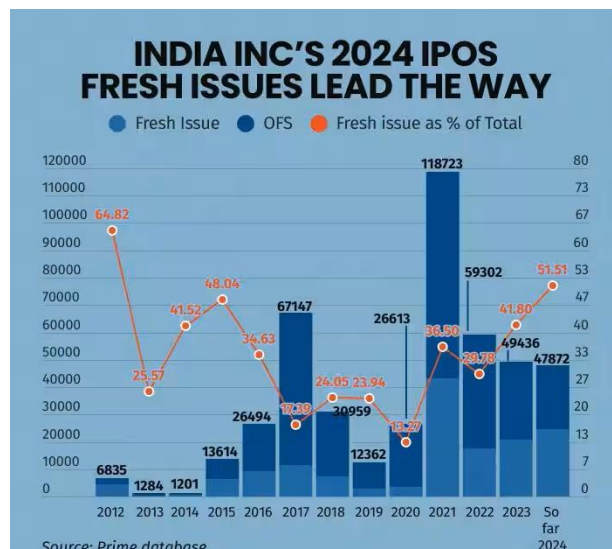 INDIA INC'S 2024 IPOS
FRESH ISSUES LEAD THE WAY
Fresh Issue OFS Fresh issue as % of Total
120000 118723 80
110000 73
100000 64.82 67
90000 60
80000 59302 53
51.51
70000 48.04 67147 47
60000 41.52 26613 41.80 40
50000 34.63 36.50 49436 33
47872
40000 25.57 24.05 23.94 29.78 27
30000 26494 17.39 30959 13.27 20
20000 13614 12362 13
10000 6835 7
0 1284 1201 0
2012 2013 2014 2015 2016 2017 2018 2019 2020 2021 2022 2023 So
far
2024
Source: Prime database